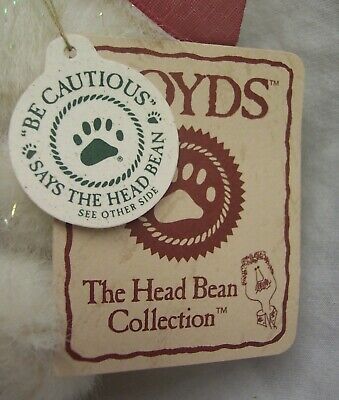 "BE CAUTIOUS"
SAYS THE HEAD BEAN
SEE OTHER SIDE
®
OYDS™
The Head Bean
Collection™